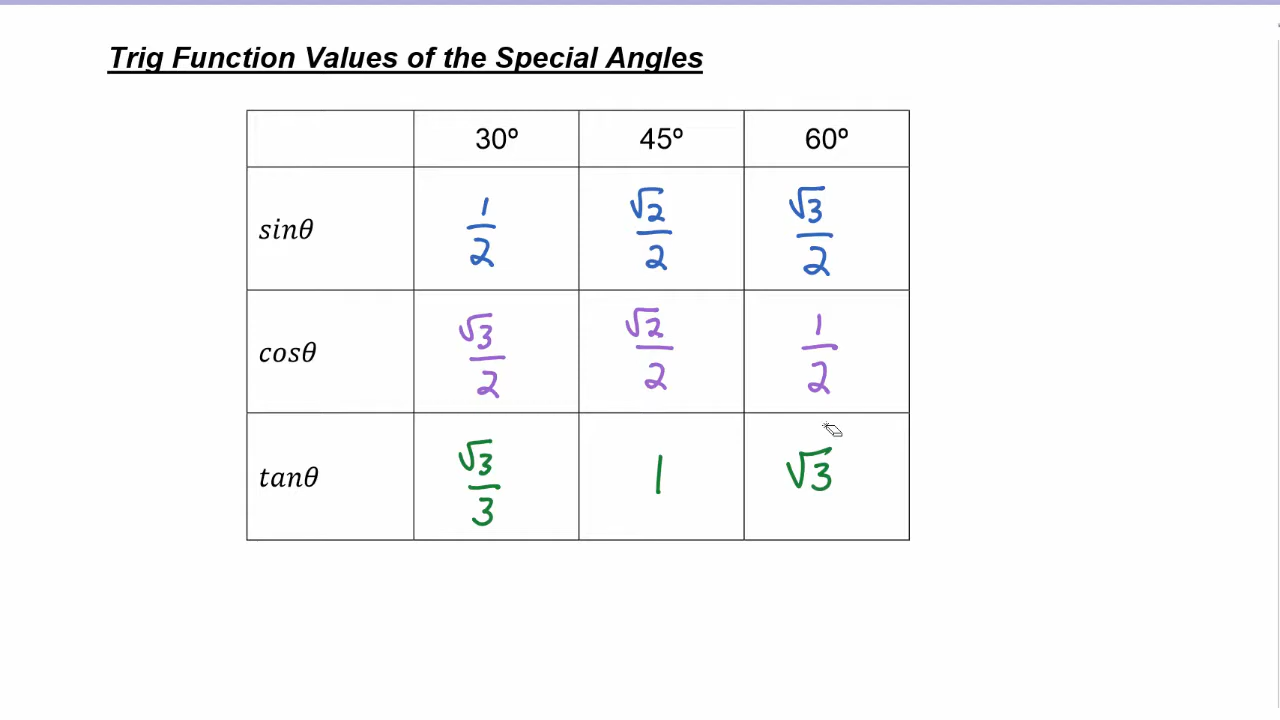 Trig Function Values of the Special Angles
30º 45º 60º
sinθ 1/2 √2/2 √3/2
cosθ √3/2 √2/2 1/2
tanθ √3/3 1 √3